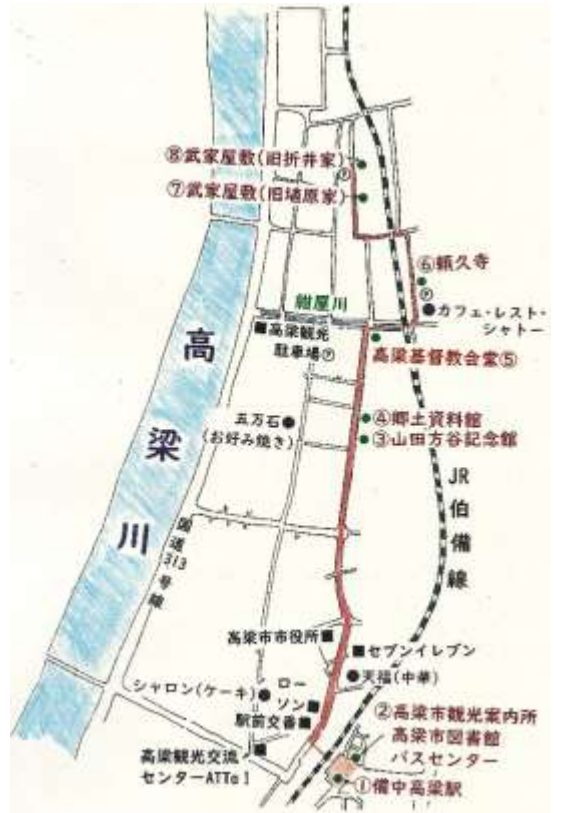 ⑧武家屋敷(旧折井家)
Ⓟ
⑦武家屋敷(旧埴原家)
⑥頼久寺
Ⓟ
カフェ・レスト・
シャトー
紺屋川
高梁観光
駐車場Ⓟ
高梁基督教会堂⑤
高梁川
五万石
(お好み焼き)
④郷土資料館
③山田方谷記念館
JR伯備線
国道313号線
高梁市市役所
セブンイレブン
天福(中華)
シャロン(ケーキ)
ロー
ソン
駅前交番
②高梁市観光案内所
高梁市図書館
バスセンター
高梁観光交流
センターATTa!
①備中高梁駅